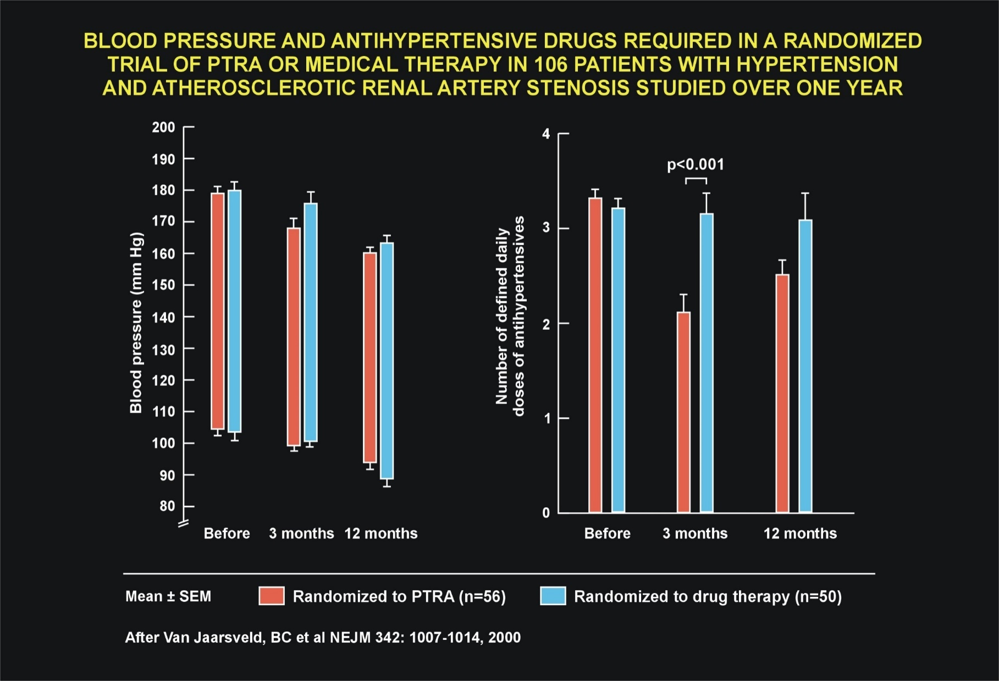 BLOOD PRESSURE AND ANTIHYPERTENSIVE DRUGS REQUIRED IN A RANDOMIZED
TRIAL OF PTRA OR MEDICAL THERAPY IN 106 PATIENTS WITH HYPERTENSION
AND ATHEROSCLEROTIC RENAL ARTERY STENOSIS STUDIED OVER ONE YEAR
Blood pressure (mm Hg)
200
190
180
170
160
150
140
130
120
110
100
90
80
Before 3 months 12 months
Number of defined daily
doses of antihypertensives
4
3
2
1
0
p<0.001
Before 3 months 12 months
Mean ± SEM Randomized to PTRA (n=56) Randomized to drug therapy (n=50)
After Van Jaarsveld, BC et al NEJM 342: 1007-1014, 2000